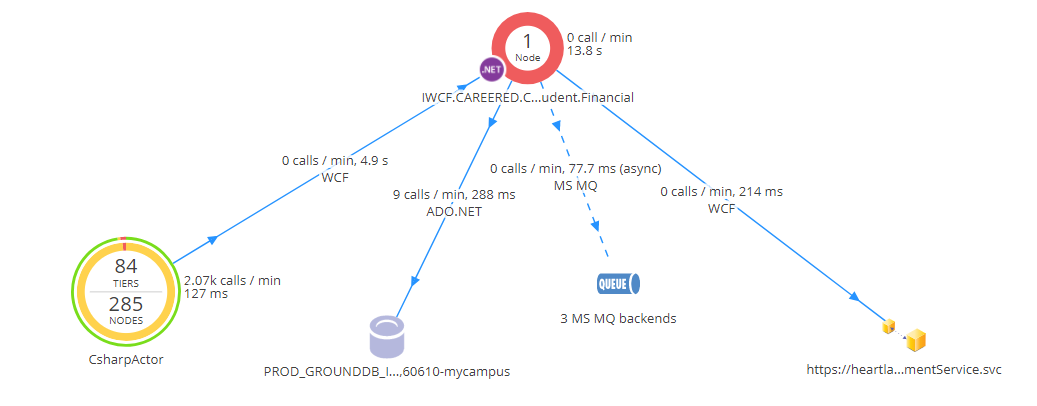 1
Node
.NET
0 call / min
13.8 s
IWCF.CAREERED.C...udent.Financial
0 calls / min, 4.9 s
WCF
0 calls / min, 77.7 ms (async)
MS MQ
9 calls / min, 288 ms
ADO.NET
0 calls / min, 214 ms
WCF
84
TIERS
285
NODES
2.07k calls / min
127 ms
CsharpActor
QUEUE
3 MS MQ backends
PROD_GROUNDDB_I...,60610-mycampus
https://heartla...mentService.svc